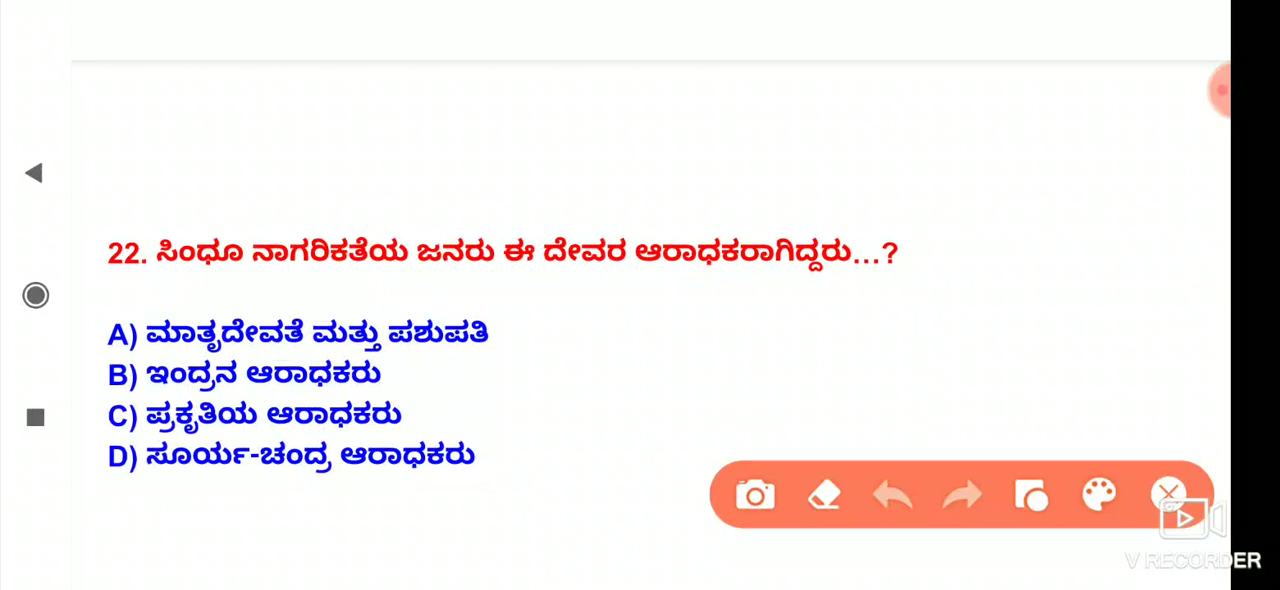 22. ಸಿಂಧೂ ನಾಗರಿಕತೆಯ ಜನರು ಈ ದೇವರ ಆರಾಧಕರಾಗಿದ್ದರು...?
A) ಮಾತೃದೇವತೆ ಮತ್ತು ಪಶುಪತಿ
B) ಇಂದ್ರನ ಆರಾಧಕರು
C) ಪ್ರಕೃತಿಯ ಆರಾಧಕರು
D) ಸೂರ್ಯ-ಚಂದ್ರ ಆರಾಧಕರು
V RECORDER